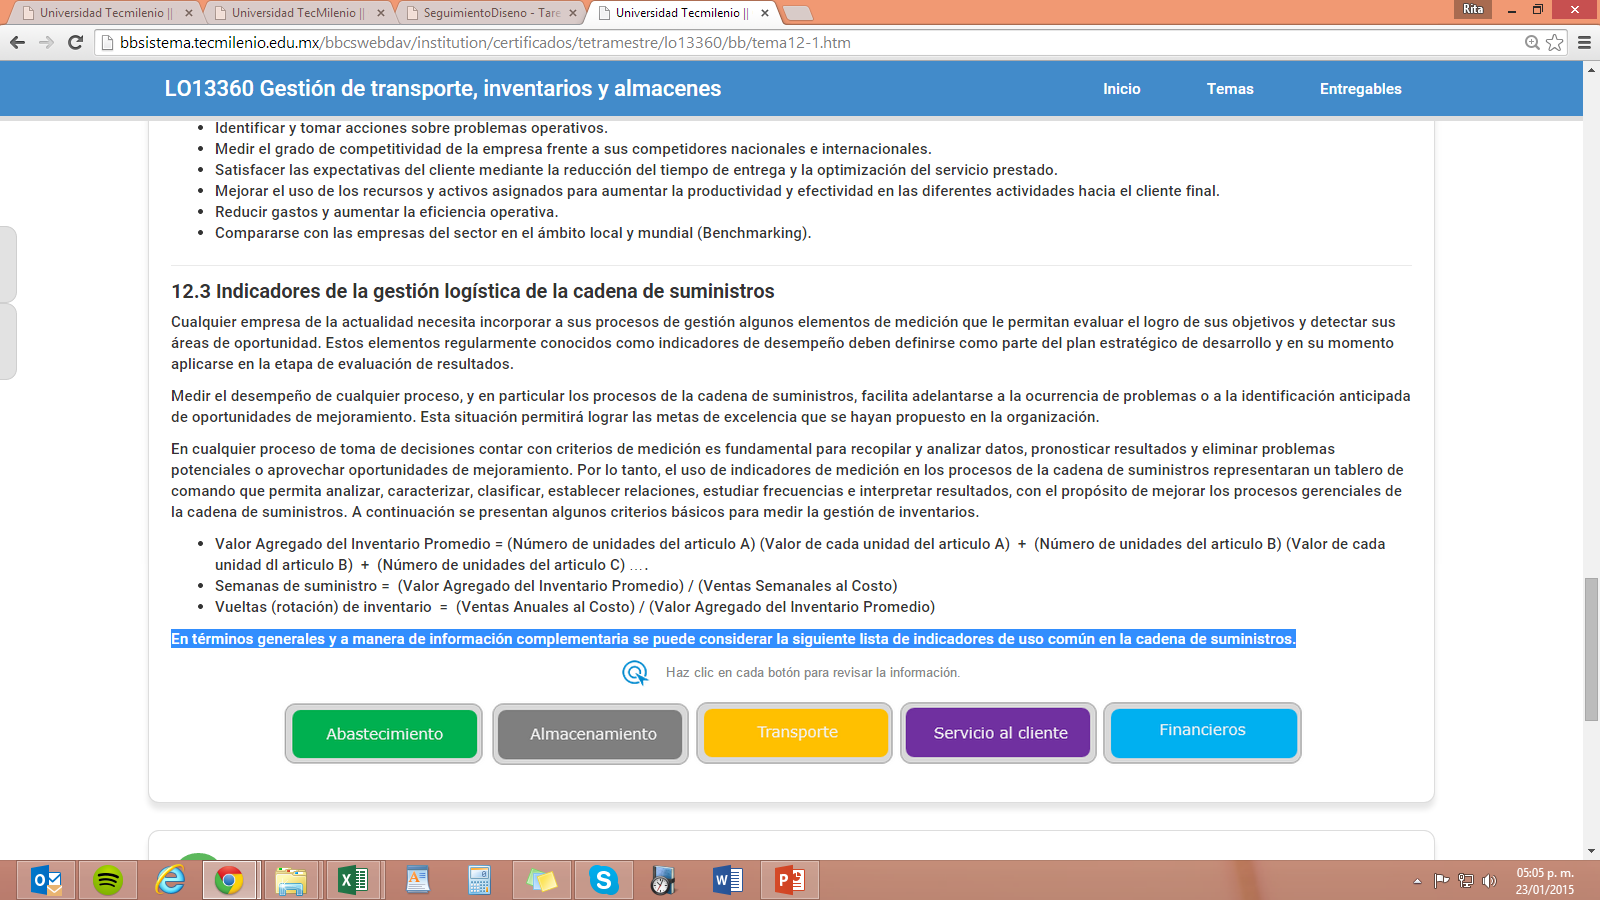 Universidad Tecmilenio ||
Universidad TecMilenio ||
SeguimientoDiseno - Tare
Universidad Tecmilenio ||
Rita
bbsistema.tecmilenio.edu.mx/bbcswebdav/institution/certificados/tetramestre/lo13360/bb/tema12-1.htm
LO13360 Gestión de transporte, inventarios y almacenes
Inicio
Temas
Entregables
• Identificar y tomar acciones sobre problemas operativos.
• Medir el grado de competitividad de la empresa frente a sus competidores nacionales e internacionales.
• Satisfacer las expectativas del cliente mediante la reducción del tiempo de entrega y la optimización del servicio prestado.
• Mejorar el uso de los recursos y activos asignados para aumentar la productividad y efectividad en las diferentes actividades hacia el cliente final.
• Reducir gastos y aumentar la eficiencia operativa.
• Compararse con las empresas del sector en el ámbito local y mundial (Benchmarking).
12.3 Indicadores de la gestión logística de la cadena de suministros
Cualquier empresa de la actualidad necesita incorporar a sus procesos de gestión algunos elementos de medición que le permitan evaluar el logro de sus objetivos y detectar sus
áreas de oportunidad. Estos elementos regularmente conocidos como indicadores de desempeño deben definirse como parte del plan estratégico de desarrollo y en su momento
aplicarse en la etapa de evaluación de resultados.
Medir el desempeño de cualquier proceso, y en particular los procesos de la cadena de suministros, facilita adelantarse a la ocurrencia de problemas o a la identificación anticipada
de oportunidades de mejoramiento. Esta situación permitirá lograr las metas de excelencia que se hayan propuesto en la organización.
En cualquier proceso de toma de decisiones contar con criterios de medición es fundamental para recopilar y analizar datos, pronosticar resultados y eliminar problemas
potenciales o aprovechar oportunidades de mejoramiento. Por lo tanto, el uso de indicadores de medición en los procesos de la cadena de suministros representaran un tablero de
comando que permita analizar, caracterizar, clasificar, establecer relaciones, estudiar frecuencias e interpretar resultados, con el propósito de mejorar los procesos gerenciales de
la cadena de suministros. A continuación se presentan algunos criterios básicos para medir la gestión de inventarios.
• Valor Agregado del Inventario Promedio = (Número de unidades del articulo A) (Valor de cada unidad del articulo A) + (Número de unidades del articulo B) (Valor de cada
unidad dl articulo B) + (Número de unidades del articulo C) ....
• Semanas de suministro = (Valor Agregado del Inventario Promedio) / (Ventas Semanales al Costo)
• Vueltas (rotación) de inventario = (Ventas Anuales al Costo) / (Valor Agregado del Inventario Promedio)
En términos generales y a manera de información complementaria se puede considerar la siguiente lista de indicadores de uso común en la cadena de suministros.
Haz clic en cada botón para revisar la información.
Abastecimiento
Almacenamiento
Transporte
Servicio al cliente
Financieros
05:05 p. m.
23/01/2015